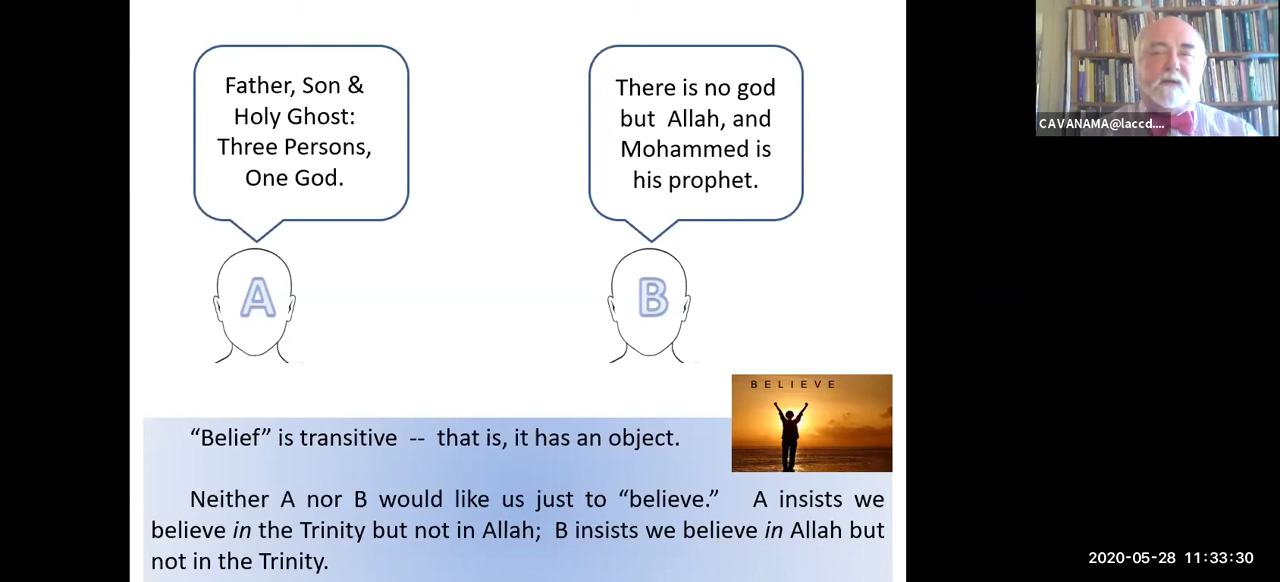 Father, Son &
Holy Ghost:
Three Persons,
One God.
There is no god
but Allah, and
Mohammed is
his prophet.
CAVANAMA@laccd....
A
B
BELIEVE
“Belief” is transitive -- that is, it has an object.
Neither A nor B would like us just to “believe.” A insists we
believe in the Trinity but not in Allah; B insists we believe in Allah but
not in the Trinity.
2020-05-28 11:33:30